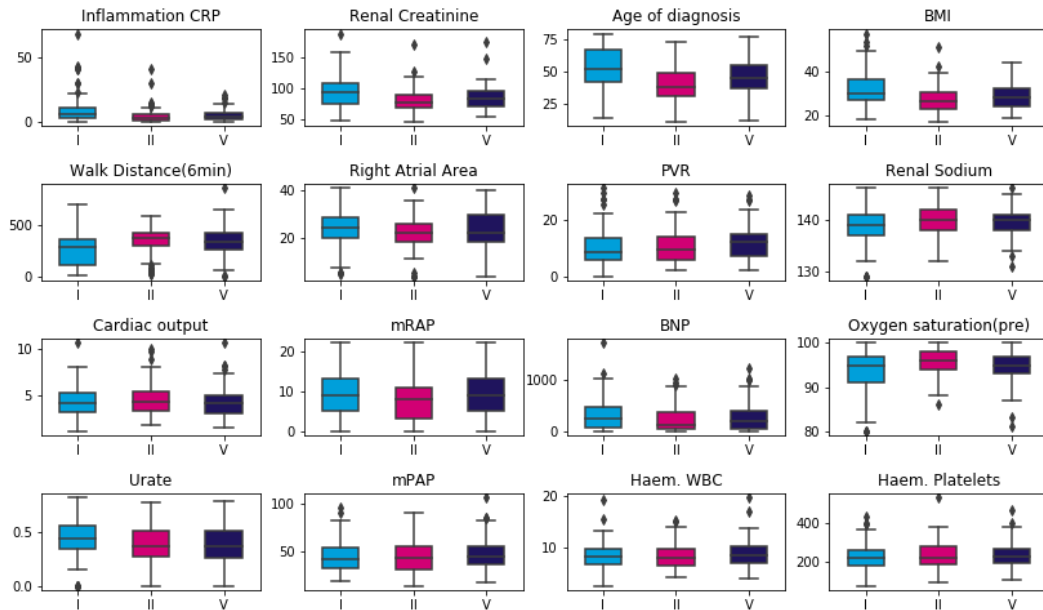 Inflammation CRP Renal Creatinine Age of diagnosis BMI
50 0 I II V
150 100 50 I II V
75 50 25 I II V
40 20 I II V
Walk Distance(6min) Right Atrial Area PVR Renal Sodium
500 0 I II V
40 20 I II V
20 0 I II V
140 130 I II V
Cardiac output mRAP BNP Oxygen saturation(pre)
10 5 I II V
20 10 0 I II V
1000 0 I II V
100 90 80 I II V
Urate mPAP Haem. WBC Haem. Platelets
0.5 0.0 I II V
100 50 I II V
20 10 I II V
400 200 I II V